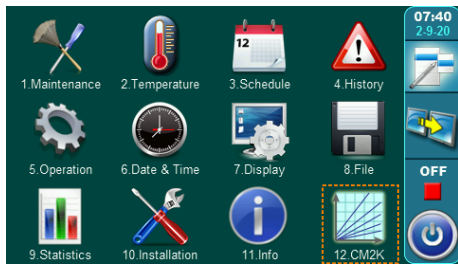 07:40
2-9-20
12
1.Maintenance 2.Temperature 3.Schedule 4.History
5.Operation 6.Date & Time 7.Display 8.File
OFF
9.Statistics 10.Installation 11.Info 12.CM2K